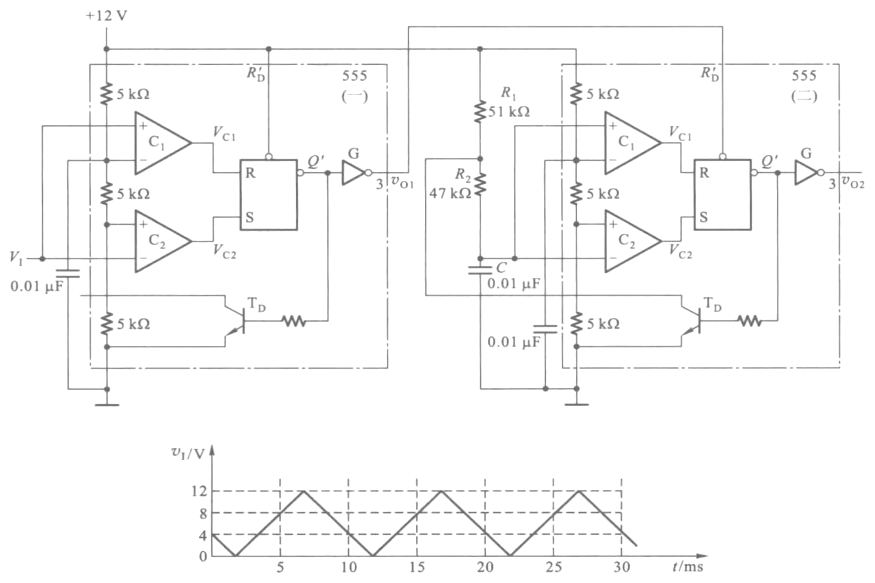 +12 V
R′D
555
(一)
5 kΩ
+
C1
−
VC1
R
Q′
G
3
vO1
5 kΩ
+
C2
−
VC2
S
VI
0.01 μF
TD
5 kΩ
R1
51 kΩ
R2
47 kΩ
C
0.01 μF
0.01 μF
R′D
555
(二)
5 kΩ
+
C1
−
VC1
R
Q′
G
3
vO2
5 kΩ
+
C2
−
VC2
S
TD
5 kΩ
vI/V
12
8
4
0
5
10
15
20
25
30
t/ms